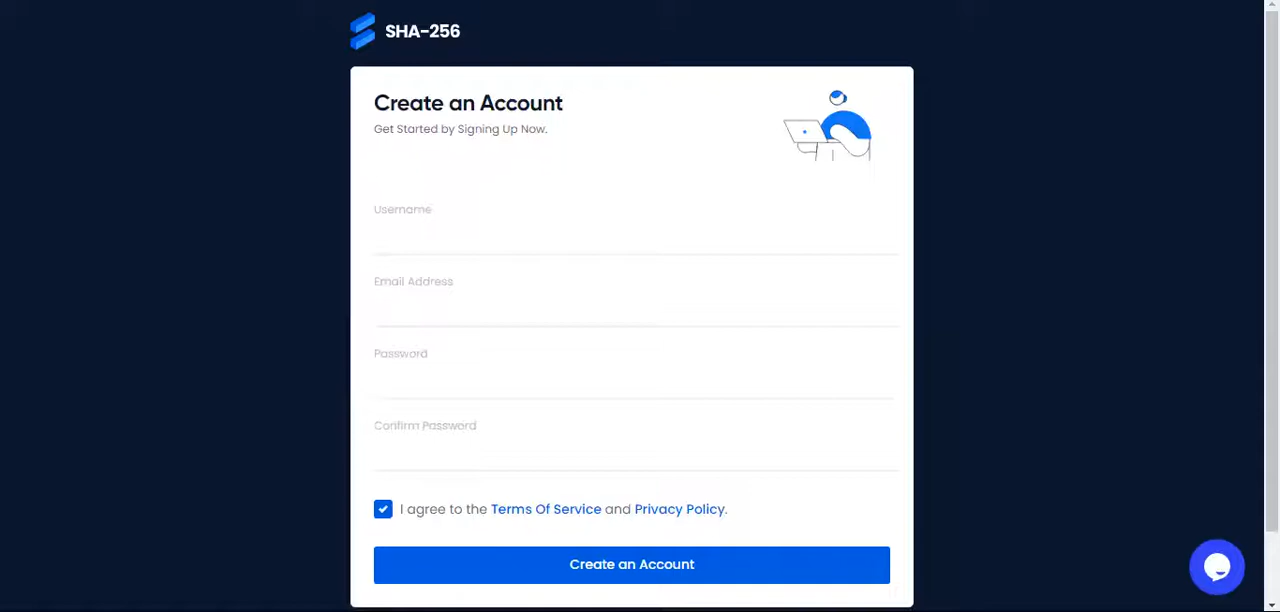 SHA-256
Create an Account
Get Started by Signing Up Now.
Username
Email Address
Password
Confirm Password
I agree to the Terms Of Service and Privacy Policy.
Create an Account